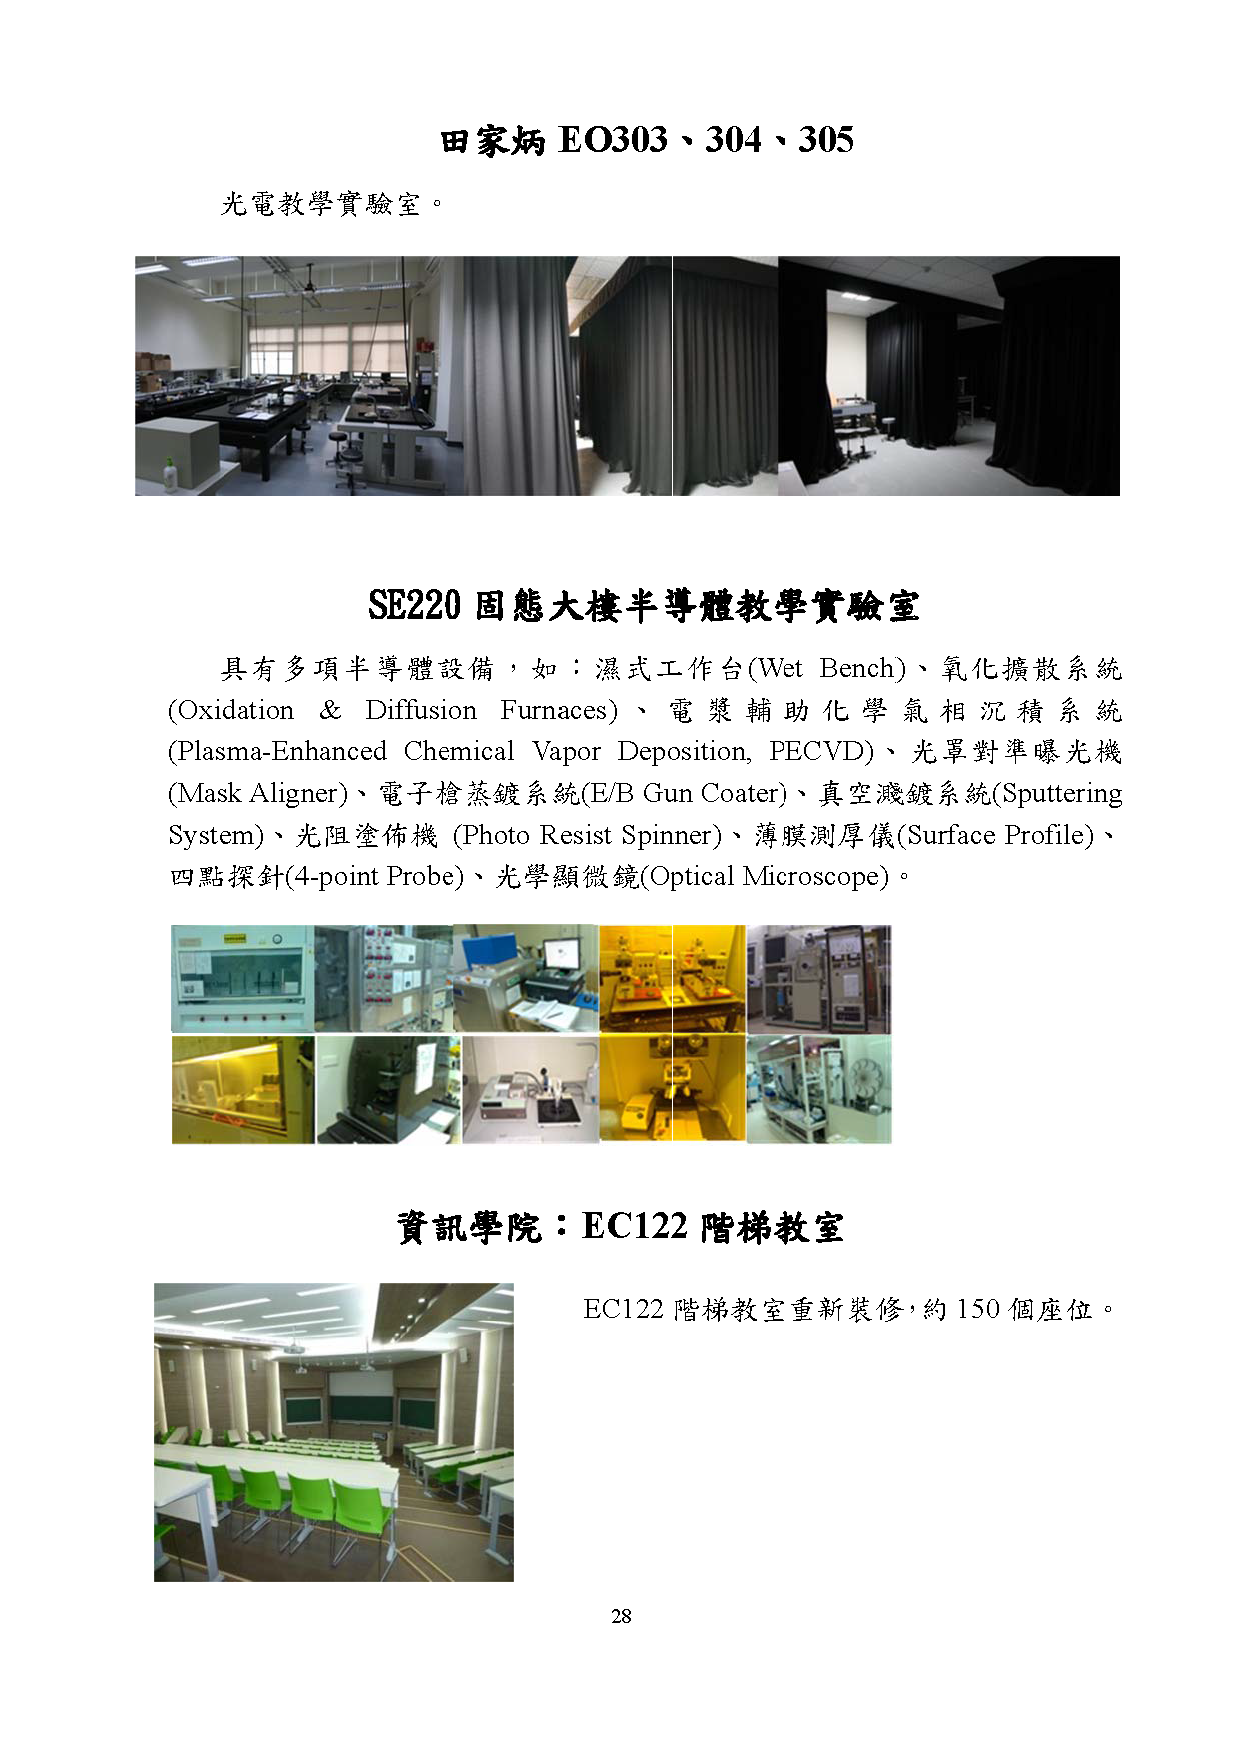 田家炳 EO303、304、305
光電教學實驗室。
SE220 固態大樓半導體教學實驗室
具有多項半導體設備，如：濕式工作台(Wet Bench)、氧化擴散系統
(Oxidation & Diffusion Furnaces)、電漿輔助化學氣相沉積系統
(Plasma-Enhanced Chemical Vapor Deposition, PECVD)、光罩對準曝光機
(Mask Aligner)、電子槍蒸鍍系統(E/B Gun Coater)、真空濺鍍系統(Sputtering
System)、光阻塗佈機 (Photo Resist Spinner)、薄膜測厚儀(Surface Profile)、
四點探針(4-point Probe)、光學顯微鏡(Optical Microscope)。
資訊學院：EC122 階梯教室
EC122 階梯教室重新裝修，約 150 個座位。
28